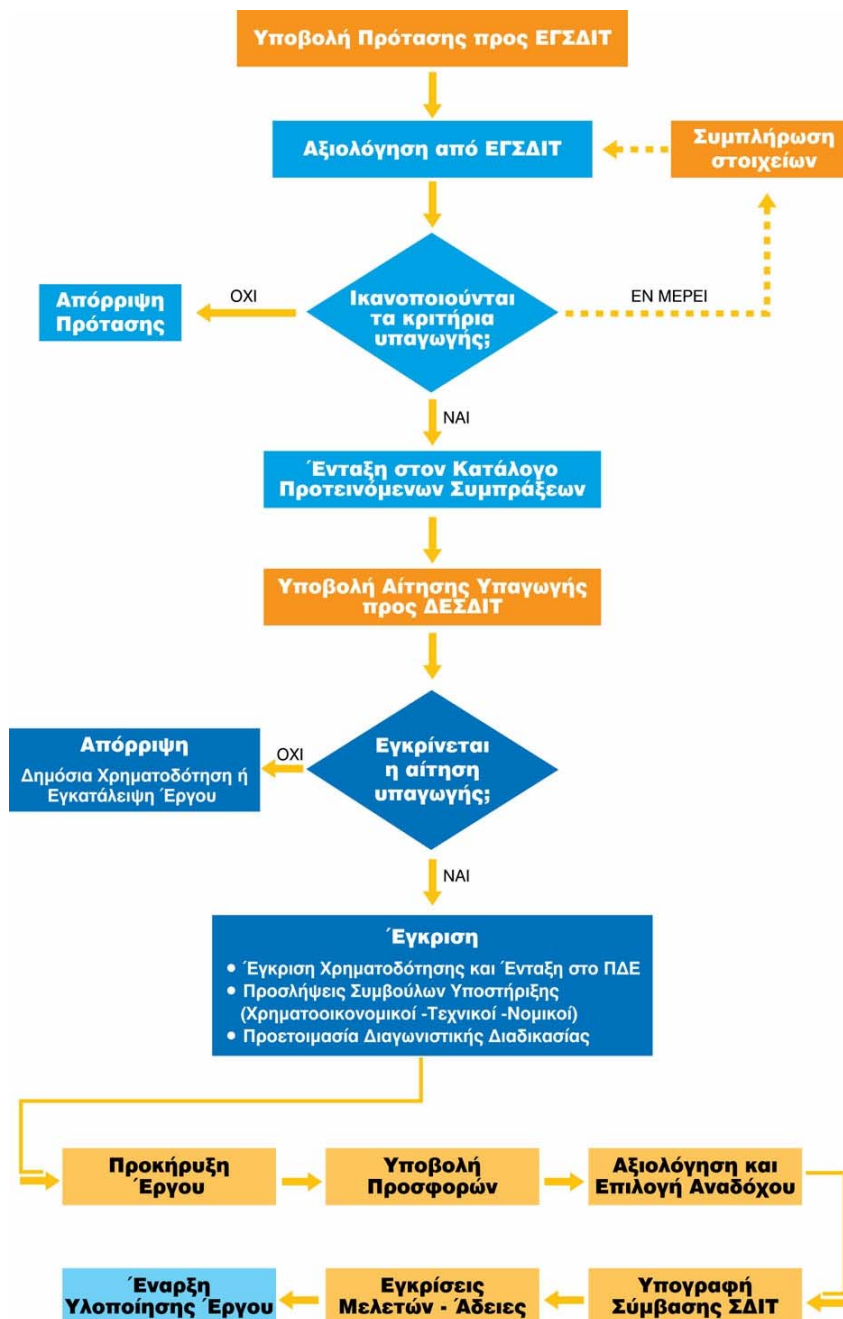 Υποβολή Πρότασης προς ΕΓΣΔΙΤ
Αξιολόγηση από ΕΓΣΔΙΤ
Συμπλήρωση
στοιχείων
Ικανοποιούνται
τα κριτήρια
υπαγωγής;
ΟΧΙ
Απόρριψη
Πρότασης
ΕΝ ΜΕΡΕΙ
ΝΑΙ
Ένταξη στον Κατάλογο
Προτεινόμενων Συμπράξεων
Υποβολή Αίτησης Υπαγωγής
προς ΔΕΣΔΙΤ
Εγκρίνεται
η αίτηση
υπαγωγής;
ΟΧΙ
Απόρριψη
Δημόσια Χρηματοδότηση ή
Εγκατάλειψη Έργου
ΝΑΙ
Έγκριση
• Έγκριση Χρηματοδότησης και Ένταξη στο ΠΔΕ
• Προσλήψεις Συμβούλων Υποστήριξης
(Χρηματοοικονομικοί -Τεχνικοί -Νομικοί)
• Προετοιμασία Διαγωνιστικής Διαδικασίας
Προκήρυξη
Έργου
Υποβολή
Προσφορών
Αξιολόγηση και
Επιλογή Αναδόχου
Υπογραφή
Σύμβασης ΣΔΙΤ
Εγκρίσεις
Μελετών - Άδειες
Έναρξη
Υλοποίησης Έργου